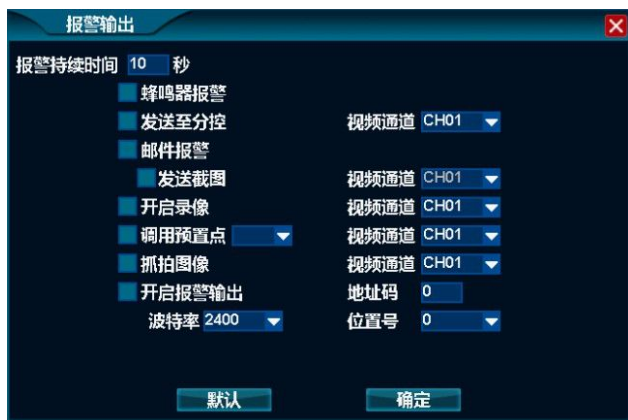 报警输出
报警持续时间 10 秒
蜂鸣器报警
发送至分控 视频通道 CH01
邮件报警
发送截图 视频通道 CH01
开启录像 视频通道 CH01
调用预置点 视频通道 CH01
抓拍图像 视频通道 CH01
开启报警输出 地址码 0
波特率 2400 位置号 0
默认 确定